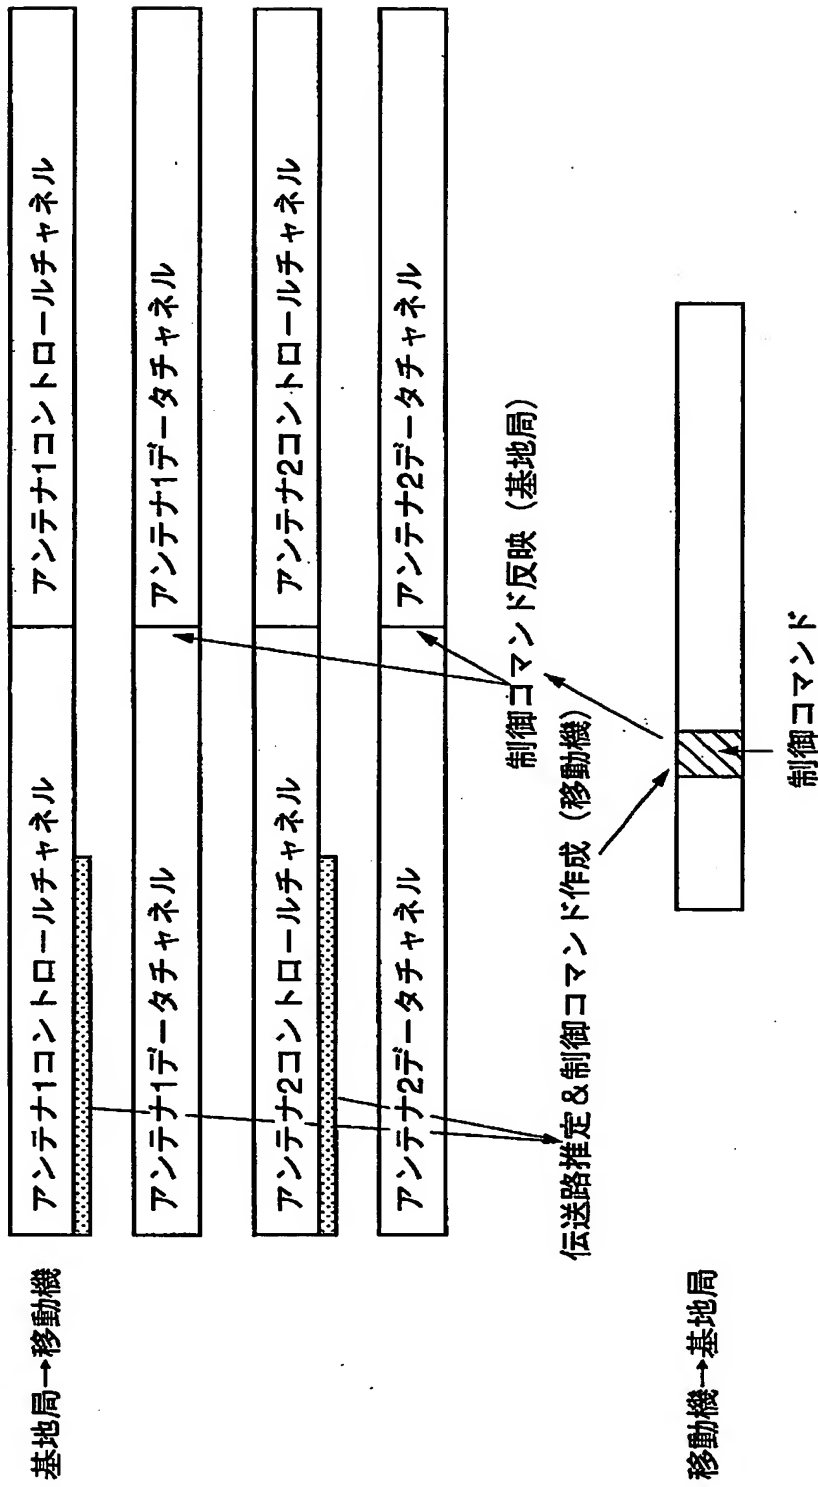 基地局→移動機
アンテナ1コントロールチャネル
アンテナ1コントロールチャネル
アンテナ1データチャネル
アンテナ1データチャネル
アンテナ2コントロールチャネル
アンテナ2コントロールチャネル
アンテナ2データチャネル
アンテナ2データチャネル
制御コマンド反映(基地局)
伝送路推定&制御コマンド作成(移動機)
移動機→基地局
制御コマンド